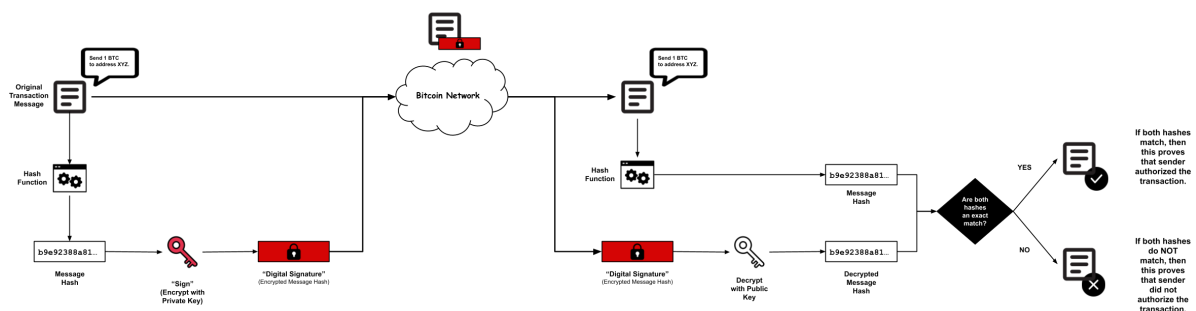 Send 1 BTC
to address XYZ.
Original
Transaction
Message
Hash
Function
b9e92388a81...
Message
Hash
"Sign"
(Encrypt with
Private Key)
"Digital Signature"
(Encrypted Message Hash)
Bitcoin Network
Send 1 BTC
to address XYZ.
Hash
Function
b9e92388a81...
Message
Hash
"Digital Signature"
(Encrypted Message Hash)
Decrypt
with Public
Key
b9e92388a81...
Decrypted
Message
Hash
Are both
hashes
an exact
match?
YES
If both hashes
match, then
this proves
that sender
authorized the
transaction.
NO
If both hashes
do NOT
match, then
this proves
that sender
did not
authorize the
transaction.